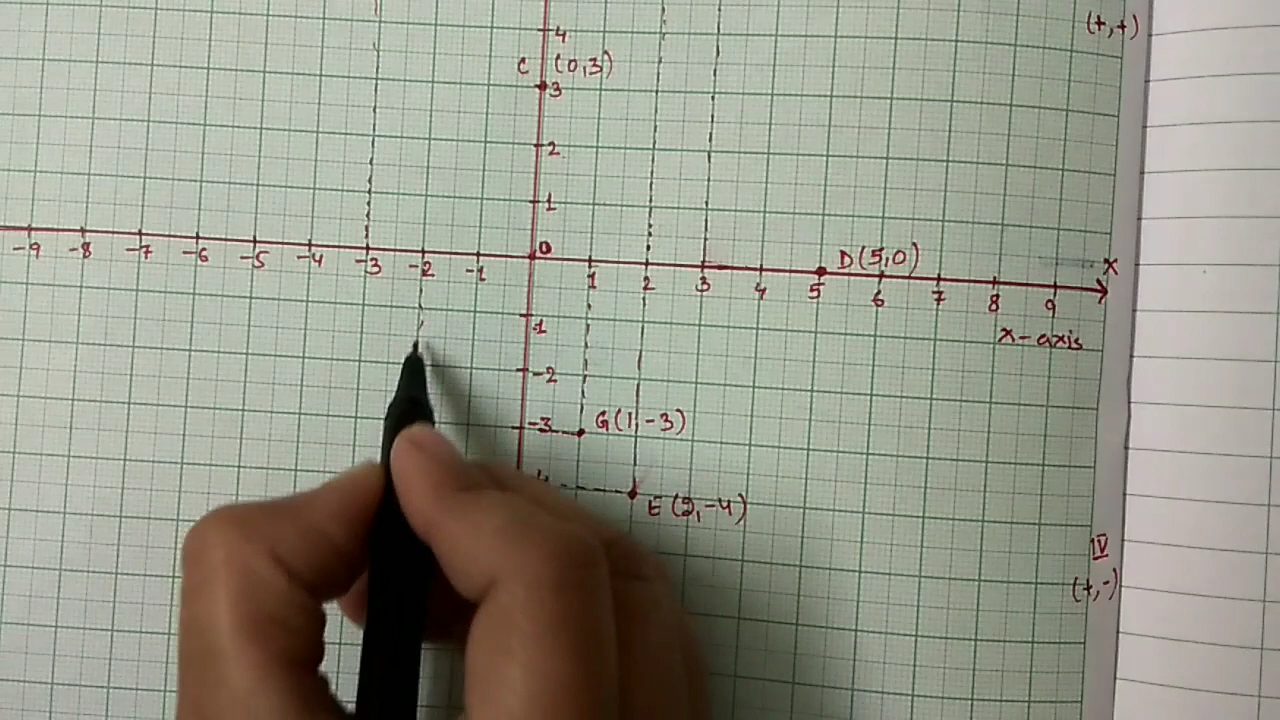 (+,+)
4
C (0,3)
3
2
1
0
D(5,0)
X
-9 -8 -7 -6 -5 -4 -3 -2 -1 1 2 3 4 5 6 7 8 9
x-axis
-1
-2
-3 G(1,-3)
E(2,-4)
IV
(+,-)